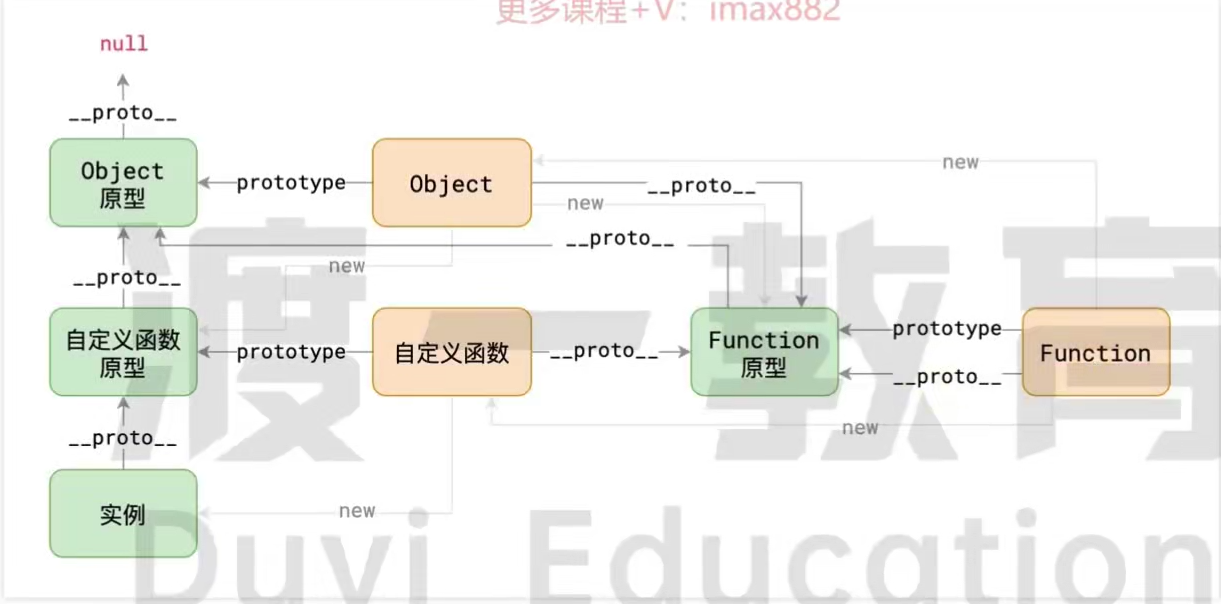 更多课程+V: imax882
null
__proto__
Object
原型
prototype
Object
__proto__
new
new
__proto__
new
__proto__
自定义函数
原型
prototype
自定义函数
__proto__
Function
原型
prototype
__proto__
Function
new
__proto__
实例
new
渡一教育
Duyi Education